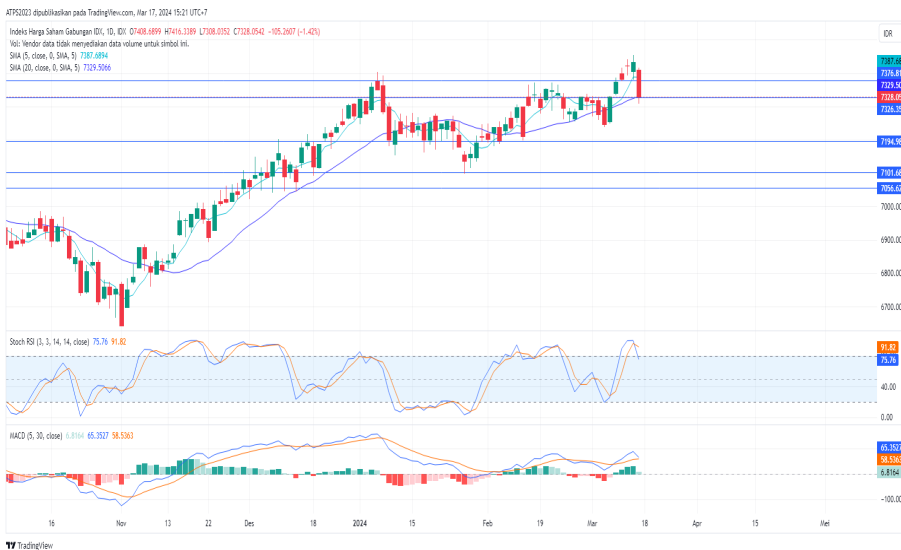 ATPS2023 dipublikasikan pada TradingView.com, Mar 17, 2024 15:21 UTC+7
Indeks Harga Saham Gabungan IDX, 1D, IDX O7408.6899 H7416.3389 L7308.0352 C7328.0542 -105.2607 (-1.42%)
IDR
Vol: Vendor data tidak menyediakan data volume untuk simbol ini.
SMA (5, close, 0, SMA, 5) 7387.6894
SMA (20, close, 0, SMA, 5) 7329.5066
7387.68
7376.81
7329.50
7328.05
7326.35
7194.98
7101.68
7056.62
7000.00
6900.00
6800.00
6700.00
Stoch RSI (3, 3, 14, 14, close) 75.76 91.82
91.82
75.76
40.00
0.00
MACD (5, 30, close) 6.8164 65.3527 58.5363
65.3527
58.5363
6.8164
-100.00
16 Nov 13 22 Des 18 2024 15 Feb 19 Mar 18 Apr 15 Mei
TradingView